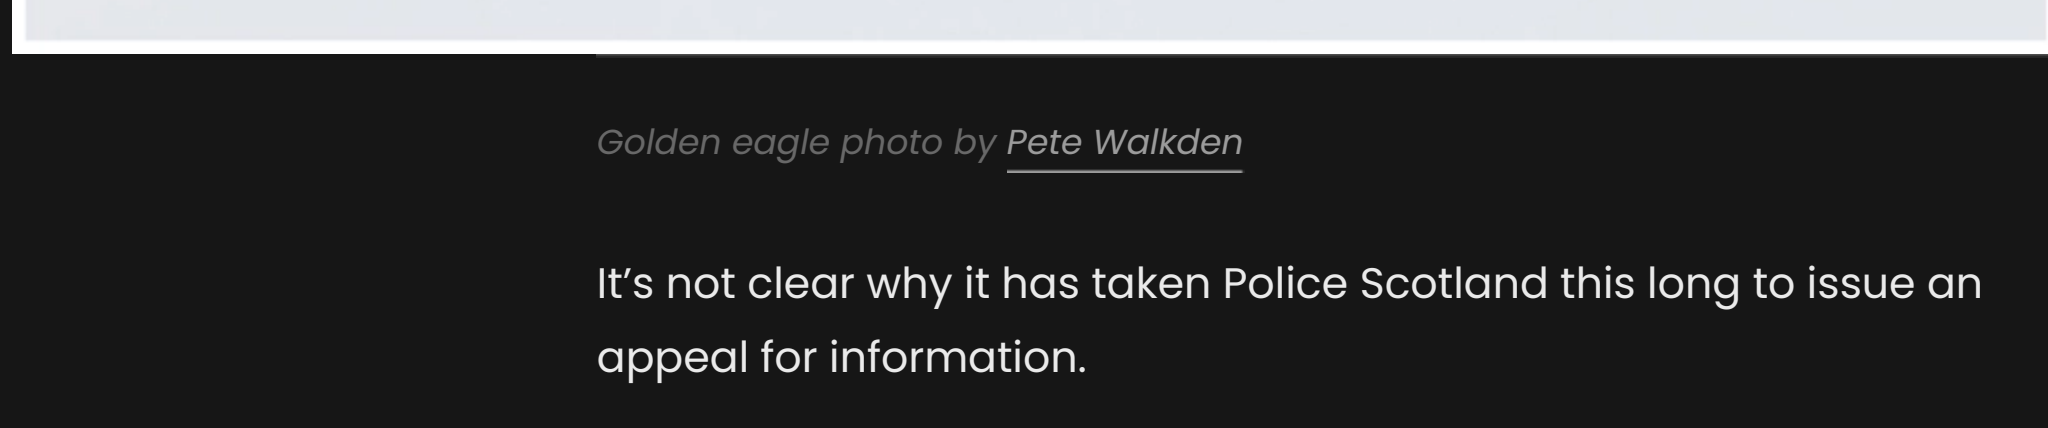 Golden eagle photo by Pete Walkden
It’s not clear why it has taken Police Scotland this long to issue an
appeal for information.